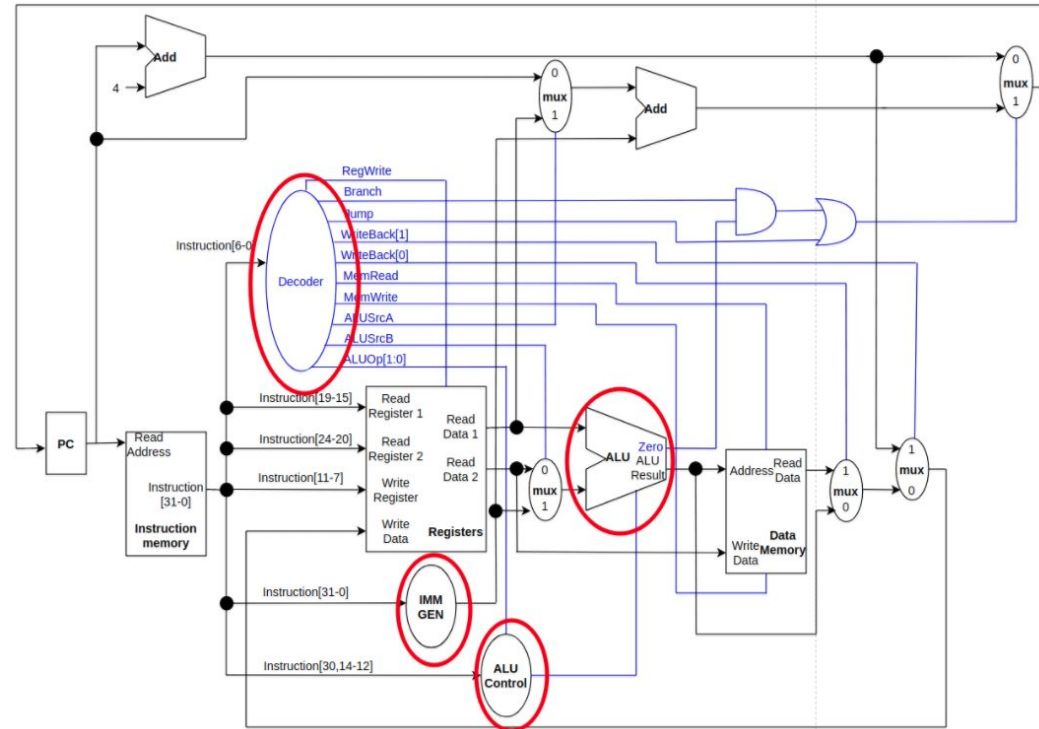 Add
4
0
mux
1
Add
0
mux
1
RegWrite
Branch
Jump
WriteBack[1]
WriteBack[0]
MemRead
MemWrite
ALUSrcA
ALUSrcB
ALUOp[1:0]
Instruction[6-0
Decoder
PC
Read
Address
Instruction
[31-0]
Instruction
memory
Instruction[19-15]
Instruction[24-20]
Instruction[11-7]
Read
Register 1
Read
Register 2
Write
Register
Write
Data
Read
Data 1
Read
Data 2
Registers
0
mux
1
ALU
Zero
ALU
Result
Address
Read
Data
Write
Data
Data
Memory
1
mux
0
1
mux
0
Instruction[31-0]
IMM
GEN
Instruction[30,14-12]
ALU
Control